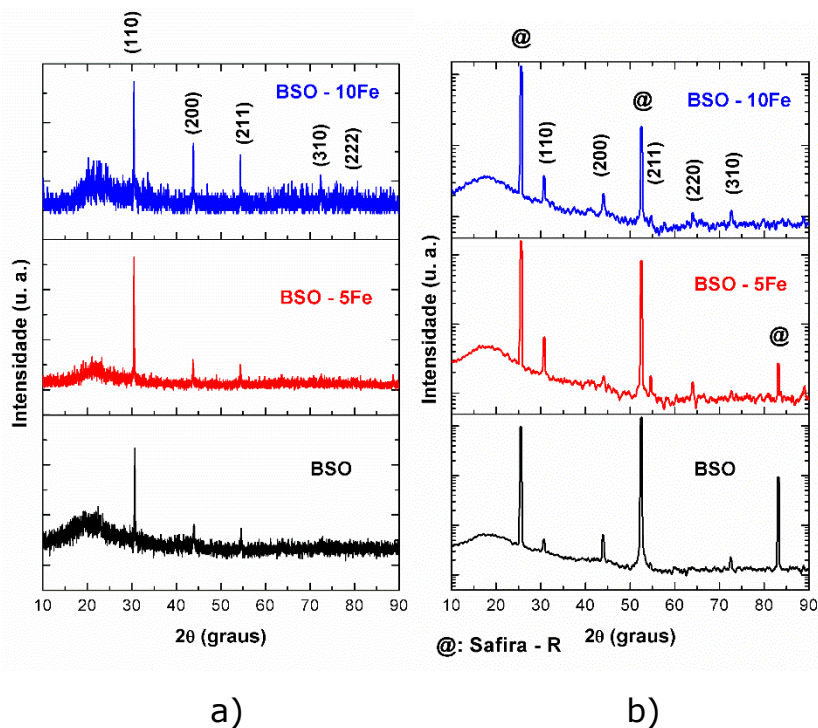 Intensidade (u. a.)
(110)
BSO - 10Fe
(200)
(211)
(310)
(222)
BSO - 5Fe
BSO
10 20 30 40 50 60 70 80 90
2θ (graus)
a)
Intensidade (u. a.)
@
BSO - 10Fe
@
(110)
(200)
(211)
(220)
(310)
BSO - 5Fe
@
BSO
10 20 30 40 50 60 70 80 90
2θ (graus)
@: Safira - R
b)